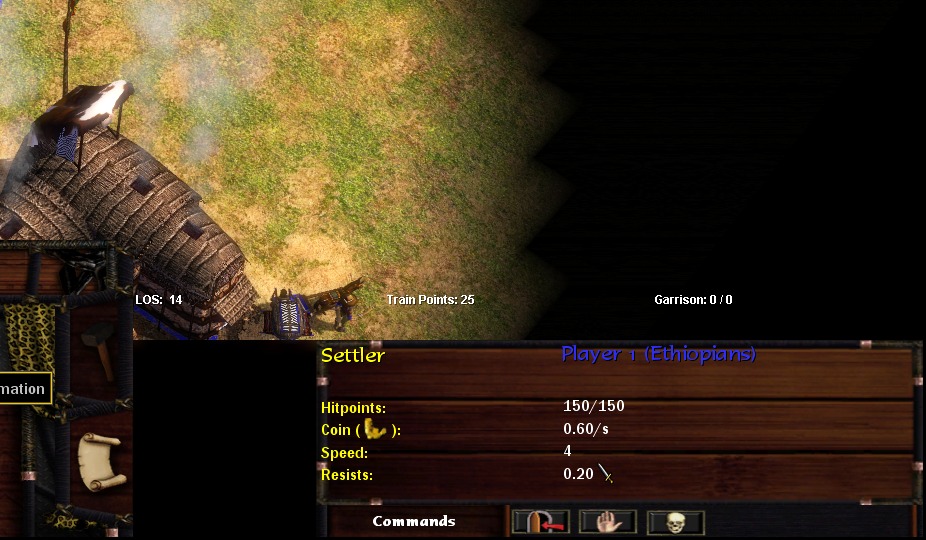 LOS: 14 Train Points: 25 Garrison: 0 / 0
Settler Player 1 (Ethiopians)
mation
Hitpoints: 150/150
Coin ( ): 0.60/s
Speed: 4
Resists: 0.20
Commands